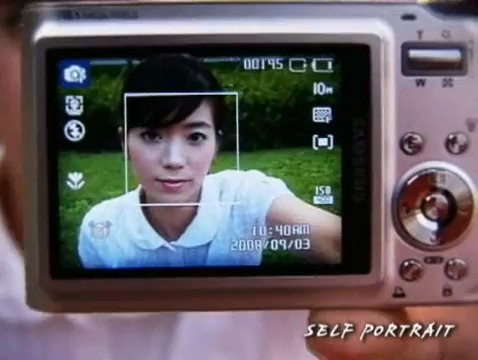 00195
10M
SAMSUNG
ISO
10:40AM
2008/09/03
T
W
SELF PORTRAIT